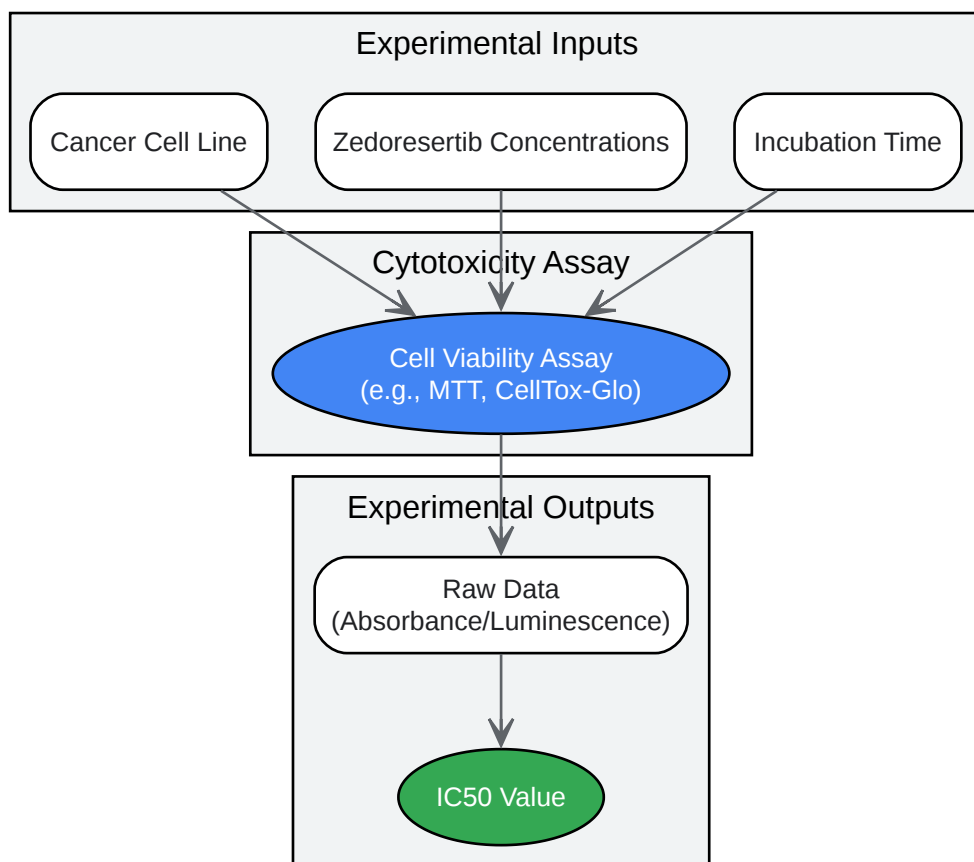 Experimental Inputs
Cancer Cell Line
Zedoresertib Concentrations
Incubation Time
Cytotoxicity Assay
Cell Viability Assay
(e.g., MTT, CellTox-Glo)
Experimental Outputs
Raw Data
(Absorbance/Luminescence)
IC50 Value